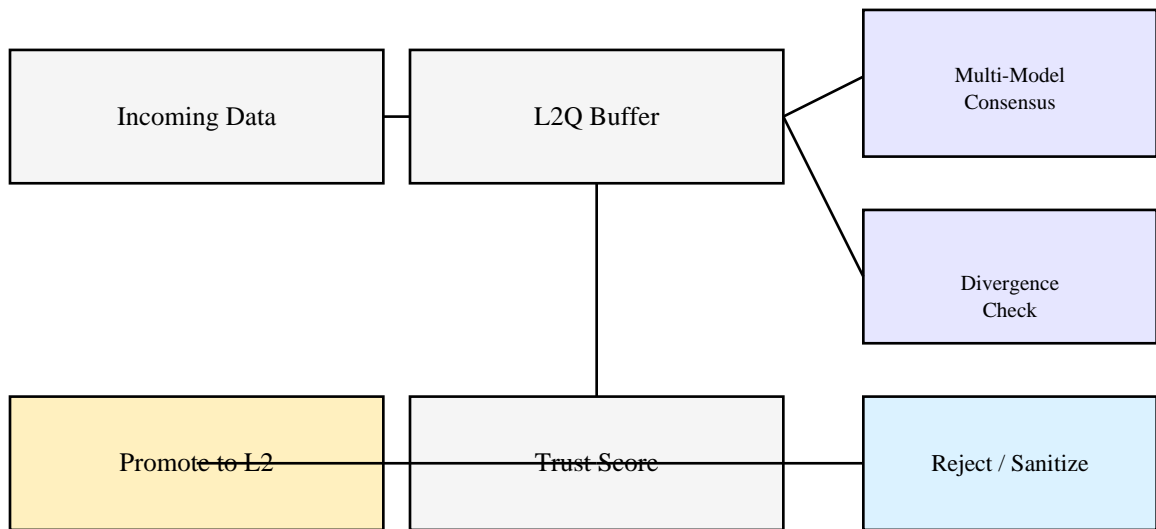 Incoming Data
L2Q Buffer
Multi-Model
Consensus
Divergence
Check
Promote to L2
Trust Score
Reject / Sanitize